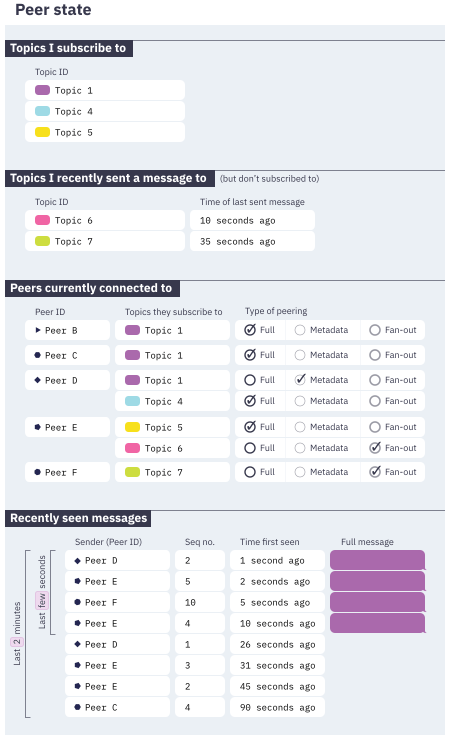 Peer state
Topics I subscribe to
Topic ID
Topic 1
Topic 4
Topic 5
Topics I recently sent a message to (but don't subscribed to)
Topic ID Time of last sent message
Topic 6 10 seconds ago
Topic 7 35 seconds ago
Peers currently connected to
Peer ID Topics they subscribe to Type of peering
Peer B Topic 1 Full Metadata Fan-out
Peer C Topic 1 Full Metadata Fan-out
Peer D Topic 1 Full Metadata Fan-out
Topic 4 Full Metadata Fan-out
Peer E Topic 5 Full Metadata Fan-out
Topic 6 Full Metadata Fan-out
Peer F Topic 7 Full Metadata Fan-out
Recently seen messages
Sender (Peer ID) Seq no. Time first seen Full message
Peer D 2 1 second ago
Peer E 5 2 seconds ago
Peer F 10 5 seconds ago
Peer E 4 10 seconds ago
Peer D 1 26 seconds ago
Peer E 3 31 seconds ago
Peer E 2 45 seconds ago
Peer C 4 90 seconds ago
Last 2 minutes
Last few seconds